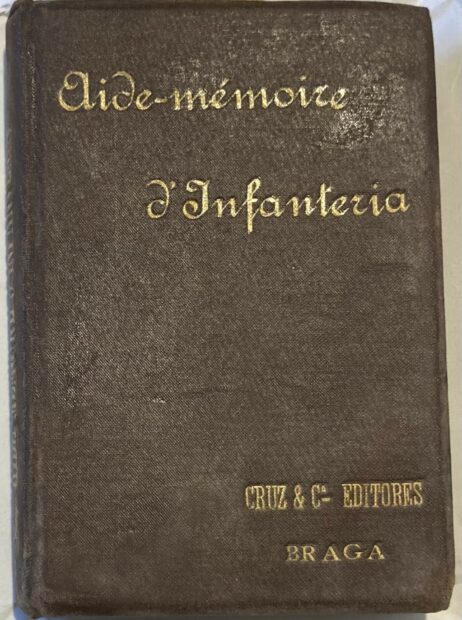 Aide-mémoire
d'Infanteria
CRUZ & Cª EDITORES
BRAGA